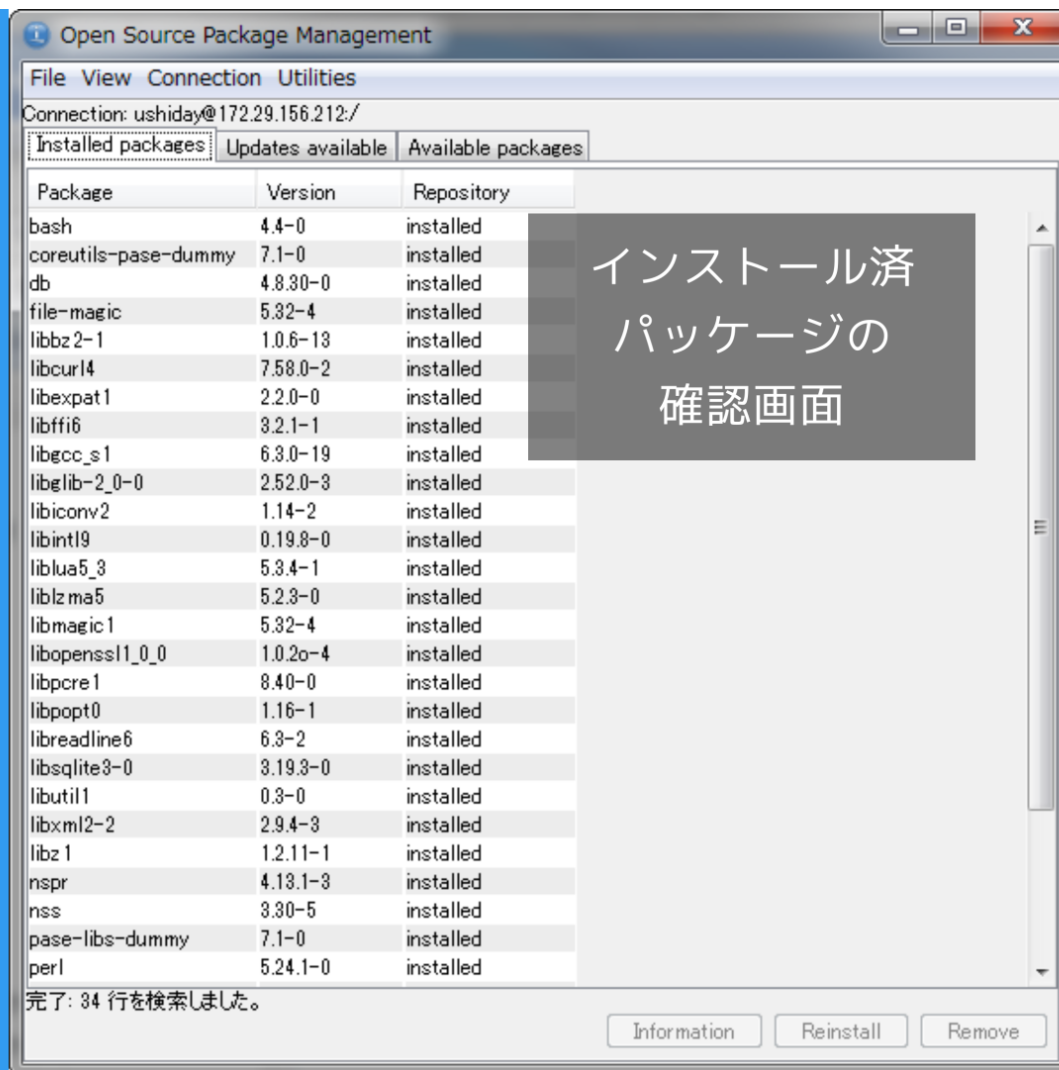 Open Source Package Management
File View Connection Utilities
Connection: ushiday@172.29.156.212:/
Installed packages Updates available Available packages
Package Version Repository
bash 4.4-0 installed
coreutils-pase-dummy 7.1-0 installed
db 4.8.30-0 installed
file-magic 5.32-4 installed
libbz2-1 1.0.6-13 installed
libcurl4 7.58.0-2 installed
libexpat1 2.2.0-0 installed
libffi6 3.2.1-1 installed
libgcc_s1 6.3.0-19 installed
libglib-2_0-0 2.52.0-3 installed
libiconv2 1.14-2 installed
libintl9 0.19.8-0 installed
liblua5_3 5.3.4-1 installed
liblzma5 5.2.3-0 installed
libmagic1 5.32-4 installed
libopenssl1_0_0 1.0.2o-4 installed
libpcre1 8.40-0 installed
libpopt0 1.16-1 installed
libreadline6 6.3-2 installed
libsqlite3-0 3.19.3-0 installed
libutil1 0.3-0 installed
libxml2-2 2.9.4-3 installed
libz1 1.2.11-1 installed
nspr 4.13.1-3 installed
nss 3.30-5 installed
pase-libs-dummy 7.1-0 installed
perl 5.24.1-0 installed
インストール済
パッケージの
確認画面
完了: 34 行を検索しました。
Information Reinstall Remove